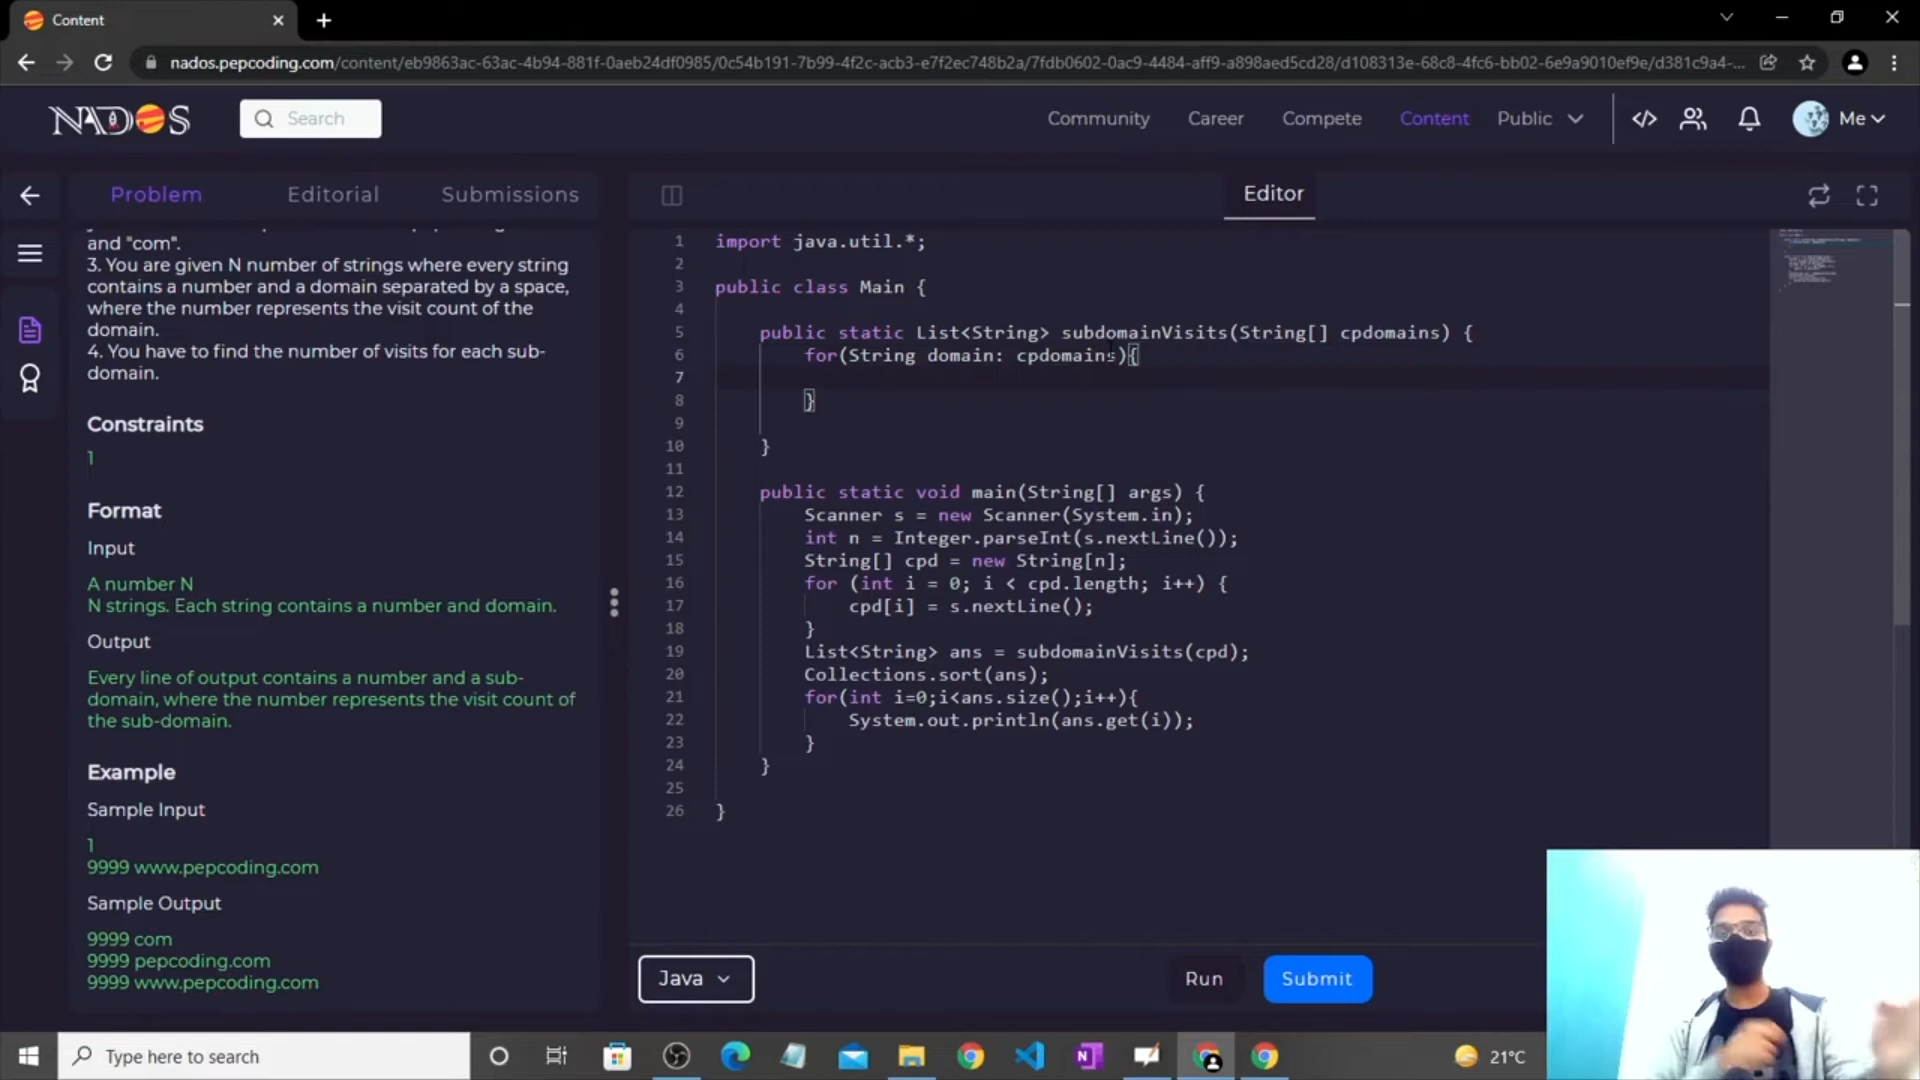 Content
nados.pepcoding.com/content/eb9863ac-63ac-4b94-881f-0aeb24df0985/0c54b191-7b99-4f2c-acb3-e7f2ec748b2a/7fdb0602-0ac9-4484-aff9-a898aed5cd28/d108313e-68c8-4fc6-bb02-6e9a9010ef9e/d381c9a4-...
NADOS
Search
Community
Career
Compete
Content
Public
Me
Problem
Editorial
Submissions
Editor
and "com".
3. You are given N number of strings where every string
contains a number and a domain separated by a space,
where the number represents the visit count of the
domain.
4. You have to find the number of visits for each sub-
domain.
Constraints
1
Format
Input
A number N
N strings. Each string contains a number and domain.
Output
Every line of output contains a number and a sub-
domain, where the number represents the visit count of
the sub-domain.
Example
Sample Input
1
9999 www.pepcoding.com
Sample Output
9999 com
9999 pepcoding.com
9999 www.pepcoding.com
1 import java.util.*;
2
3 public class Main {
4
5 public static List<String> subdomainVisits(String[] cpdomains) {
6 for(String domain: cpdomains){
7
8 }
9
10 }
11
12 public static void main(String[] args) {
13 Scanner s = new Scanner(System.in);
14 int n = Integer.parseInt(s.nextLine());
15 String[] cpd = new String[n];
16 for (int i = 0; i < cpd.length; i++) {
17 cpd[i] = s.nextLine();
18 }
19 List<String> ans = subdomainVisits(cpd);
20 Collections.sort(ans);
21 for(int i=0;i<ans.size();i++){
22 System.out.println(ans.get(i));
23 }
24 }
25
26 }
Java
Run
Submit
Type here to search
21°C